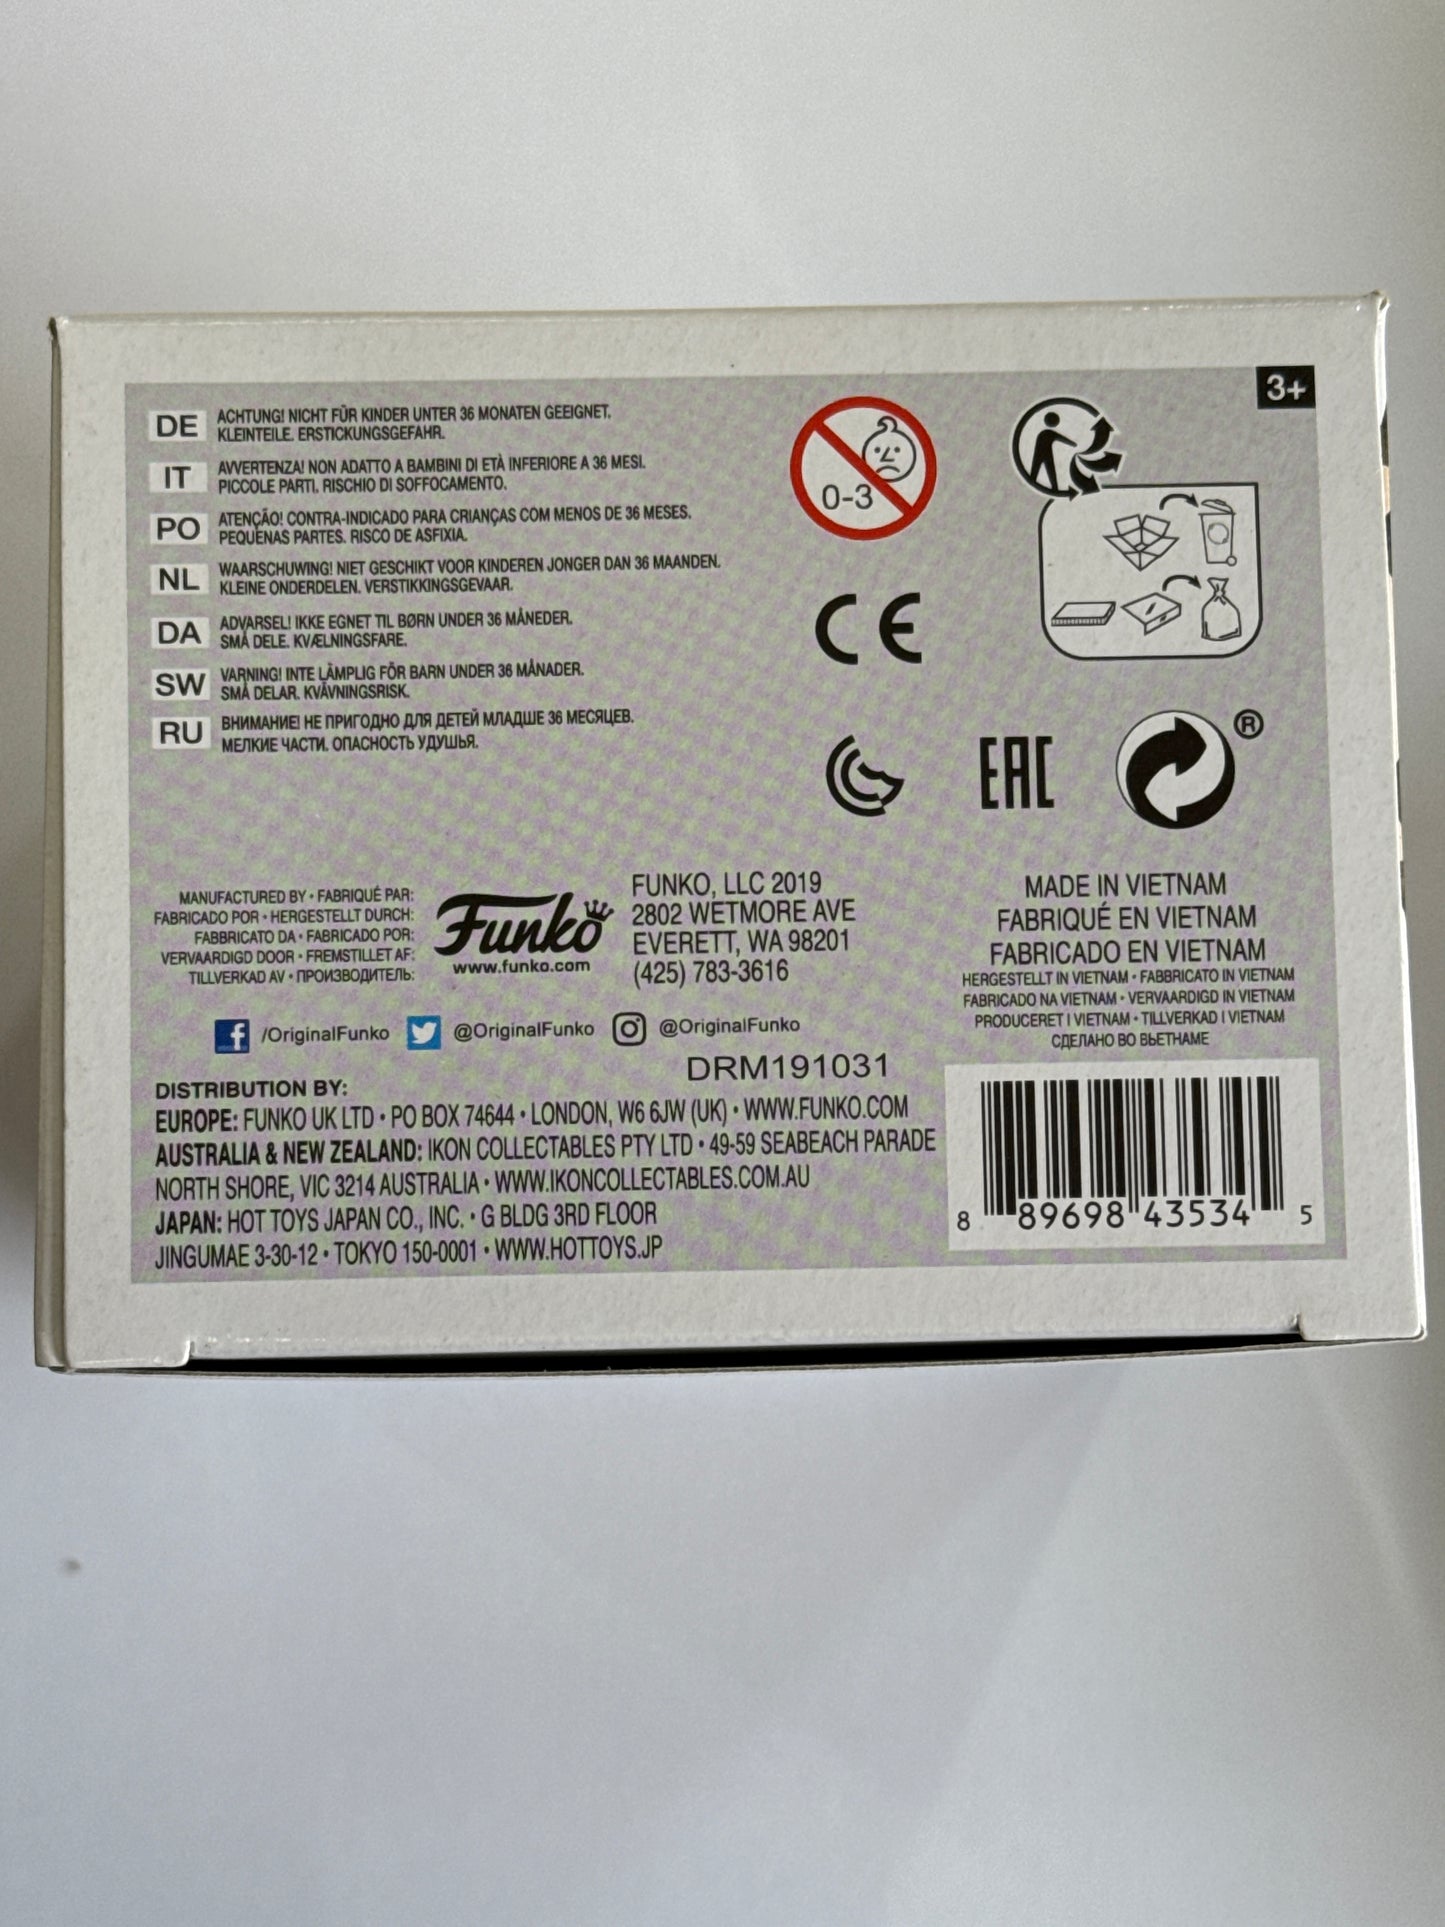 3+
DE ACHTUNG! NICHT FÜR KINDER UNTER 36 MONATEN GEEIGNET.
KLEINTEILE. ERSTICKUNGSGEFAHR.
IT AVVERTENZA! NON ADATTO A BAMBINI DI ETÀ INFERIORE A 36 MESI.
PICCOLE PARTI. RISCHIO DI SOFFOCAMENTO.
PO ATENÇÃO! CONTRA-INDICADO PARA CRIANÇAS COM MENOS DE 36 MESES.
PEQUENAS PARTES. RISCO DE ASFIXIA.
NL WAARSCHUWING! NIET GESCHIKT VOOR KINDEREN JONGER DAN 36 MAANDEN.
KLEINE ONDERDELEN. VERSTIKKINGSGEVAAR.
DA ADVARSEL! IKKE EGNET TIL BØRN UNDER 36 MÅNEDER.
SMÅ DELE. KVÆLNINGSFARE.
SW VARNING! INTE LÄMPLIG FÖR BARN UNDER 36 MÅNADER.
SMÅ DELAR. KVÄVNINGSRISK.
RU ВНИМАНИЕ! НЕ ПРИГОДНО ДЛЯ ДЕТЕЙ МЛАДШЕ 36 МЕСЯЦЕВ.
МЕЛКИЕ ЧАСТИ. ОПАСНОСТЬ УДУШЬЯ.
0-3
CE
EAC
®
MANUFACTURED BY • FABRIQUÉ PAR:
FABRICADO POR • HERGESTELLT DURCH:
FABBRICATO DA • FABRICADO POR:
VERVAARDIGD DOOR • FREMSTILLET AF:
TILLVERKAD AV • ПРОИЗВОДИТЕЛЬ:
Funko
www.funko.com
FUNKO, LLC 2019
2802 WETMORE AVE
EVERETT, WA 98201
(425) 783-3616
MADE IN VIETNAM
FABRIQUÉ EN VIETNAM
FABRICADO EN VIETNAM
HERGESTELLT IN VIETNAM • FABBRICATO IN VIETNAM
FABRICADO NA VIETNAM • VERVAARDIGD IN VIETNAM
PRODUCERET I VIETNAM • TILLVERKAD I VIETNAM
СДЕЛАНО ВО ВЬЕТНАМЕ
f /OriginalFunko @OriginalFunko @OriginalFunko
DRM191031
DISTRIBUTION BY:
EUROPE: FUNKO UK LTD • PO BOX 74644 • LONDON, W6 6JW (UK) • WWW.FUNKO.COM
AUSTRALIA & NEW ZEALAND: IKON COLLECTABLES PTY LTD • 49-59 SEABEACH PARADE
NORTH SHORE, VIC 3214 AUSTRALIA • WWW.IKONCOLLECTABLES.COM.AU
JAPAN: HOT TOYS JAPAN CO., INC. • G BLDG 3RD FLOOR
JINGUMAE 3-30-12 • TOKYO 150-0001 • WWW.HOTTOYS.JP
8 89698 43534 5